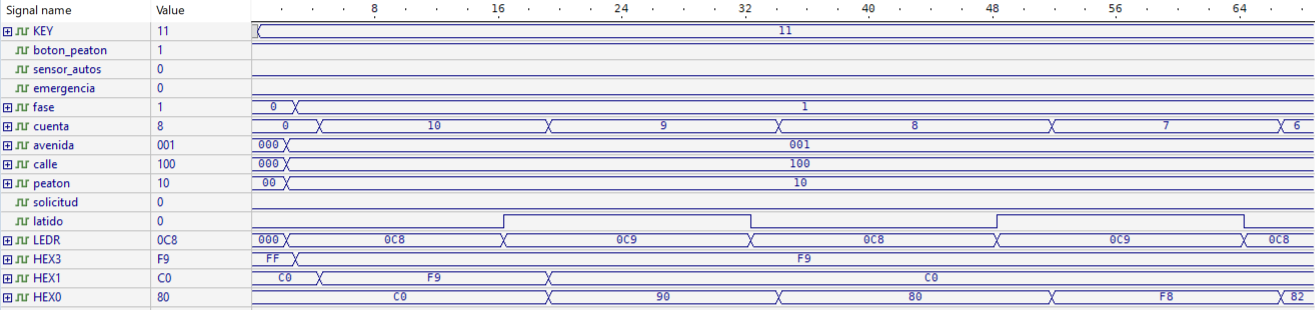 Signal name Value 8 16 24 32 40 48 56 64
KEY 11 11
boton_peaton 1
sensor_autos 0
emergencia 0
fase 1 0 1
cuenta 8 0 10 9 8 7 6
avenida 001 000 001
calle 100 000 100
peaton 10 00 10
solicitud 0
latido 0
LEDR 0C8 000 0C8 0C9 0C8 0C9 0C8
HEX3 F9 FF F9
HEX1 C0 C0 F9 C0
HEX0 80 C0 90 80 F8 82